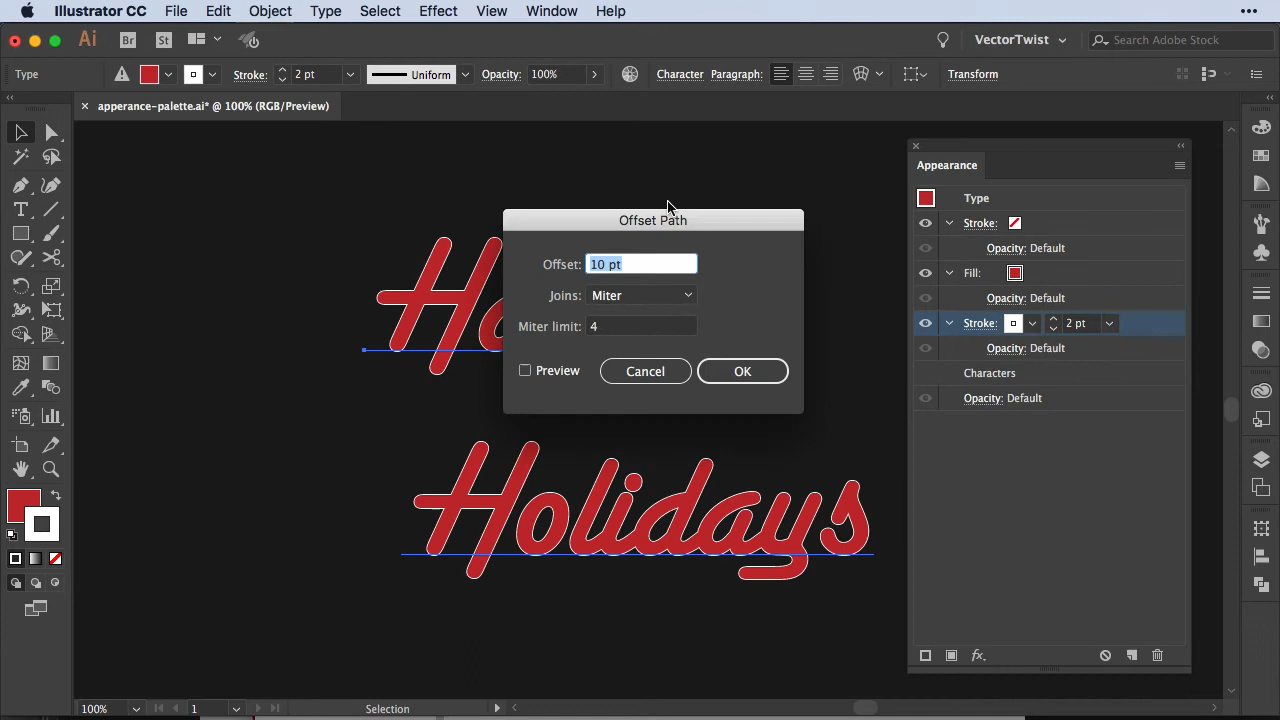 Illustrator CC File Edit Object Type Select Effect View Window Help
Ai Br St VectorTwist Search Adobe Stock
Type Stroke: 2 pt Uniform Opacity: 100% Character Paragraph: Transform
× apperance-palette.ai* @ 100% (RGB/Preview)
Appearance
Type
Stroke:
Opacity: Default
Fill:
Opacity: Default
Stroke: 2 pt
Opacity: Default
Characters
Opacity: Default
fx
Offset Path
Offset: 10 pt
Joins: Miter
Miter limit: 4
Preview Cancel OK
Ho
Holidays
100% 1 Selection